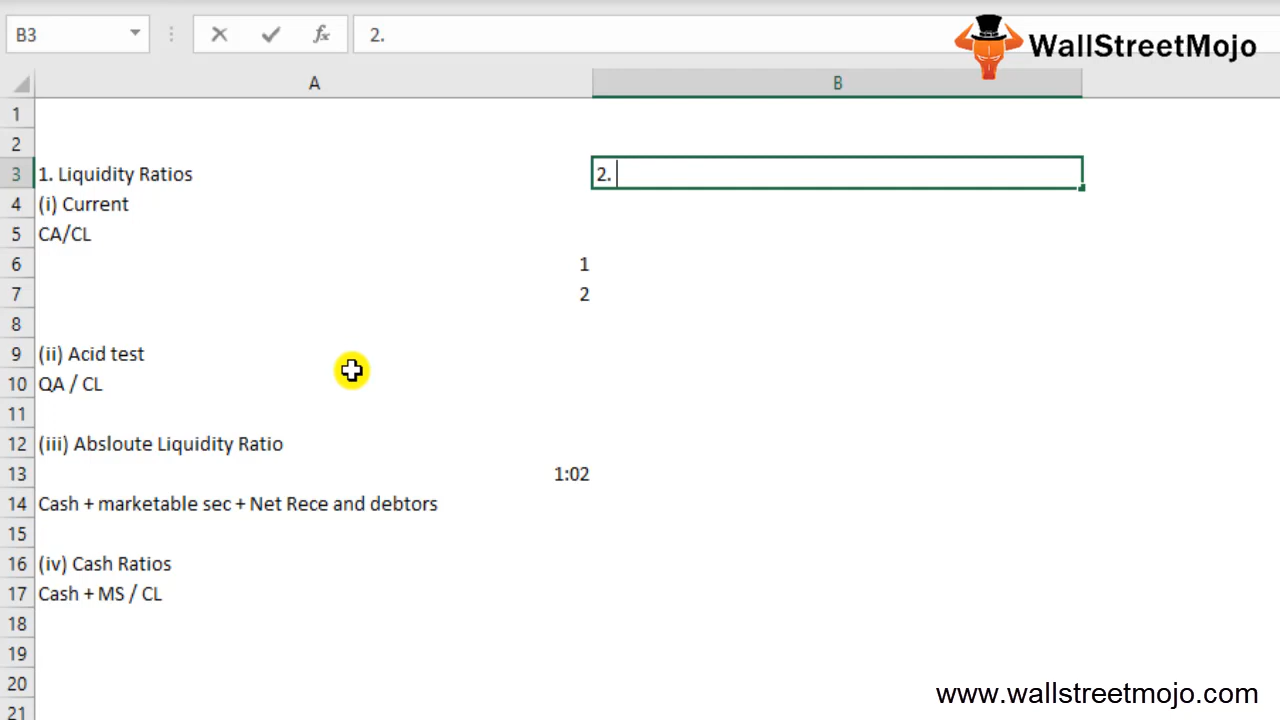 B3
fx
2.
WallStreetMojo
A
B
1
2
3
1. Liquidity Ratios
2.
4
(i) Current
5
CA/CL
6
1
7
2
8
9
(ii) Acid test
10
QA / CL
11
12
(iii) Absloute Liquidity Ratio
13
1:02
14
Cash + marketable sec + Net Rece and debtors
15
16
(iv) Cash Ratios
17
Cash + MS / CL
18
19
20
21
www.wallstreetmojo.com